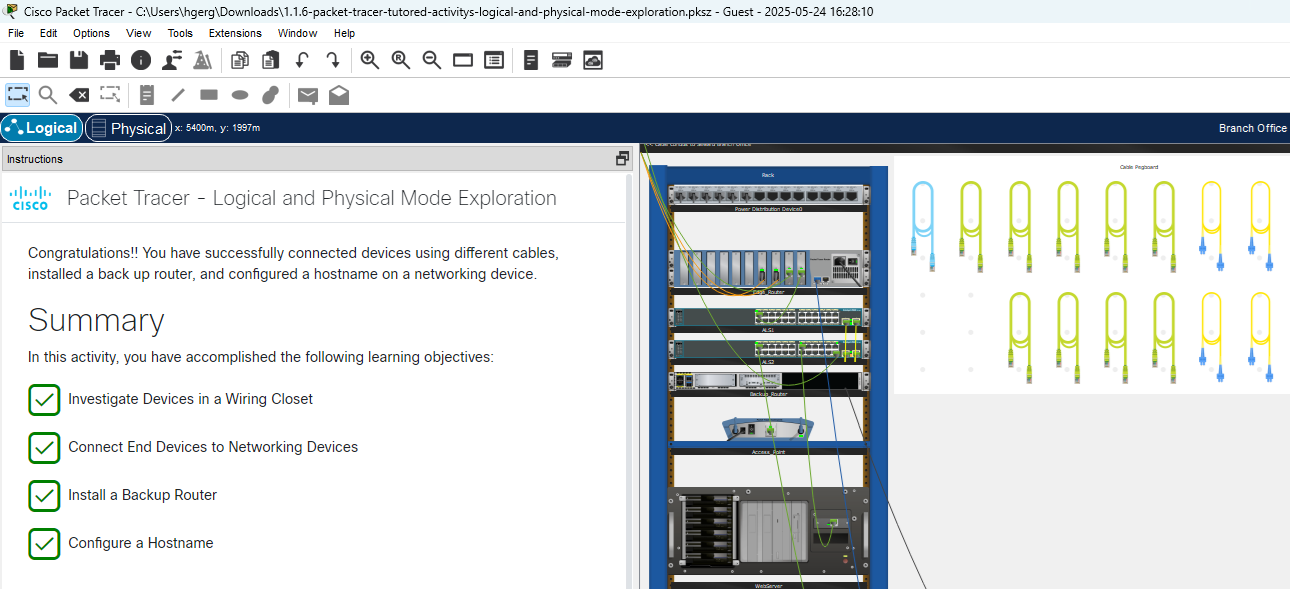 Cisco Packet Tracer - C:\Users\hgerg\Downloads\1.1.6-packet-tracer-tutored-activitys-logical-and-physical-mode-exploration.pksz - Guest - 2025-05-24 16:28:10
File Edit Options View Tools Extensions Window Help
Logical Physical x: 5400m, y: 1997m Branch Office
Instructions
CISCO
Packet Tracer - Logical and Physical Mode Exploration
Congratulations!! You have successfully connected devices using different cables,
installed a back up router, and configured a hostname on a networking device.
Summary
In this activity, you have accomplished the following learning objectives:
Investigate Devices in a Wiring Closet
Connect End Devices to Networking Devices
Install a Backup Router
Configure a Hostname
Rack
Power Distribution Device0
Edge_Router
ALS1
ALS2
Backup_Router
Access_Point
WebServer
Cable Pegboard